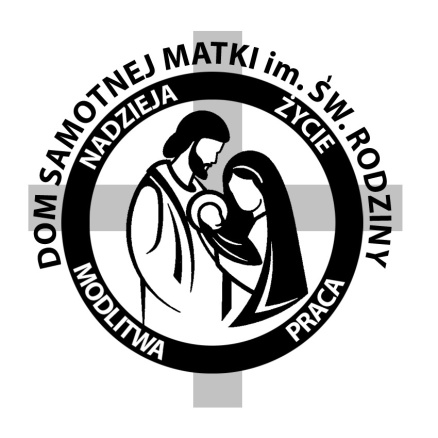 DOM SAMOTNEJ MATKI im. ŚW. RODZINY
NADZIEJA
ŻYCIE
MODLITWA
PRACA